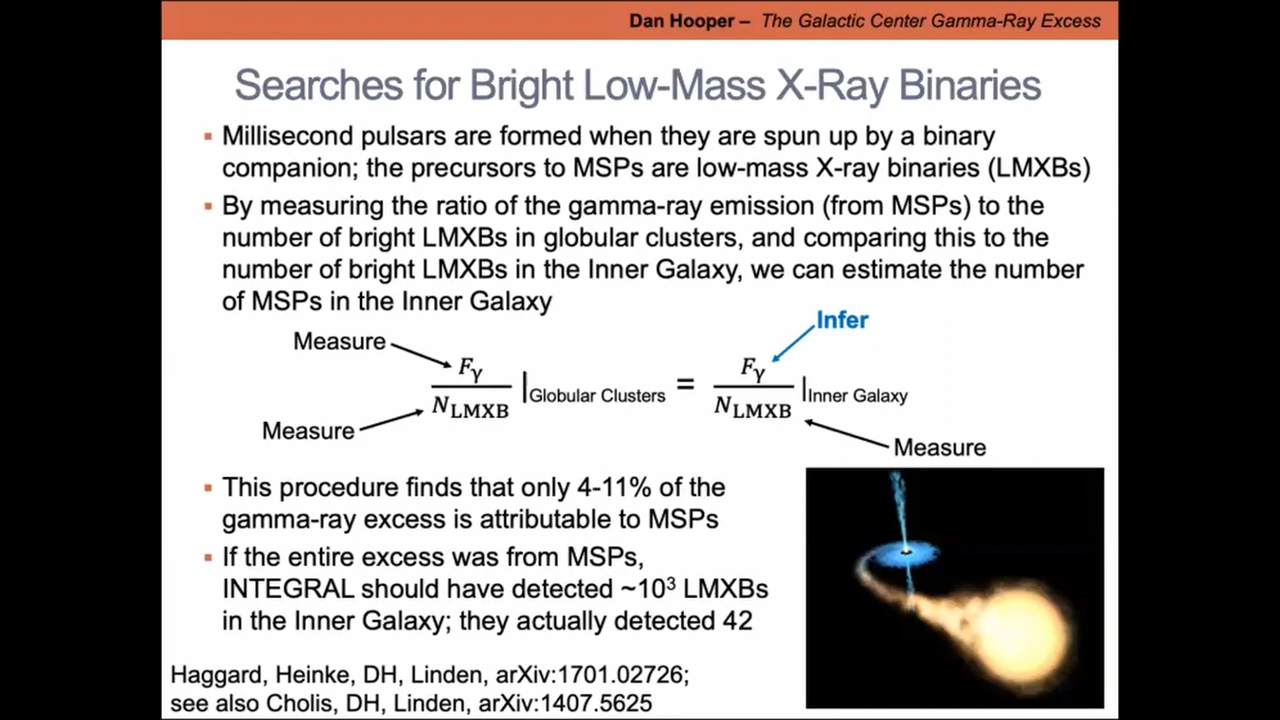 Dan Hooper – The Galactic Center Gamma-Ray Excess
Searches for Bright Low-Mass X-Ray Binaries
▪ Millisecond pulsars are formed when they are spun up by a binary
companion; the precursors to MSPs are low-mass X-ray binaries (LMXBs)
▪ By measuring the ratio of the gamma-ray emission (from MSPs) to the
number of bright LMXBs in globular clusters, and comparing this to the
number of bright LMXBs in the Inner Galaxy, we can estimate the number
of MSPs in the Inner Galaxy
Infer
Measure
Fγ
Fγ
|Globular Clusters = |Inner Galaxy
NLMXB
NLMXB
Measure
Measure
▪ This procedure finds that only 4-11% of the
gamma-ray excess is attributable to MSPs
▪ If the entire excess was from MSPs,
INTEGRAL should have detected ~10³ LMXBs
in the Inner Galaxy; they actually detected 42
Haggard, Heinke, DH, Linden, arXiv:1701.02726;
see also Cholis, DH, Linden, arXiv:1407.5625